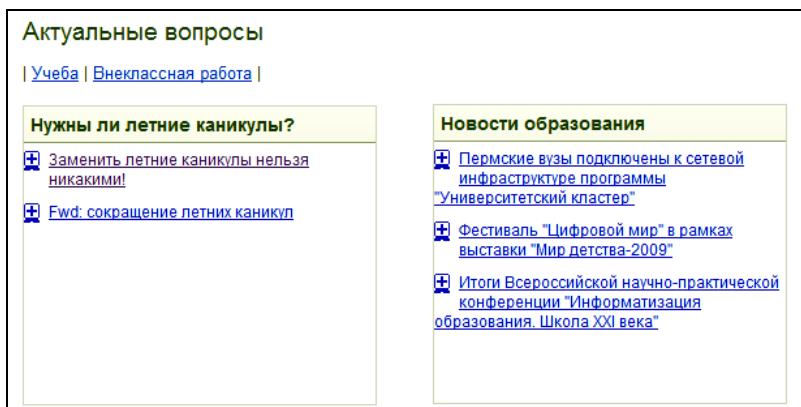 Актуальные вопросы
| Учеба | Внеклассная работа |
Нужны ли летние каникулы?
Заменить летние каникулы нельзя
никакими!
Fwd: сокращение летних каникул
Новости образования
Пермские вузы подключены к сетевой
инфраструктуре программы
"Университетский кластер"
Фестиваль "Цифровой мир" в рамках
выставки "Мир детства-2009"
Итоги Всероссийской научно-практической
конференции "Информатизация
образования. Школа XXI века"